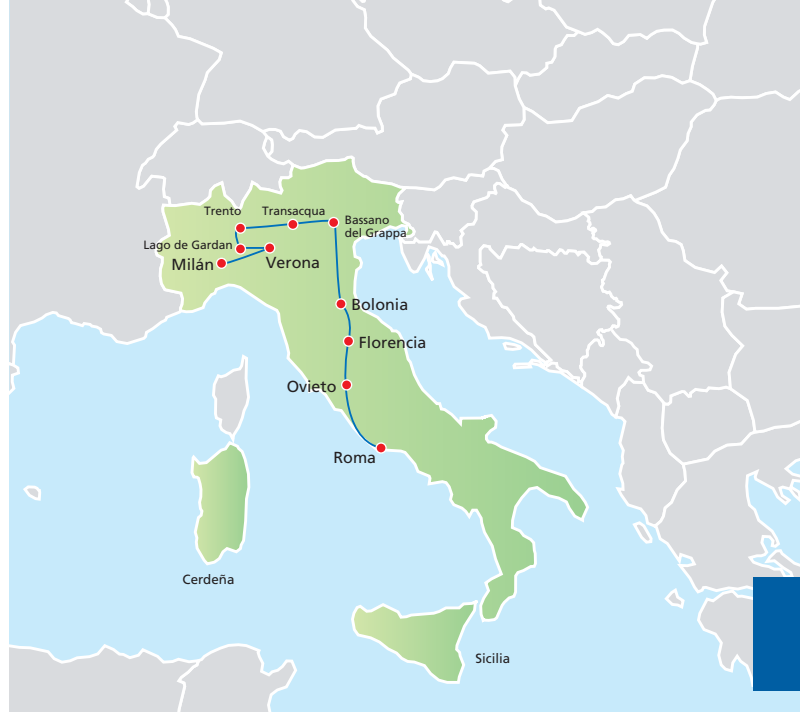 Trento
Transacqua
Bassano
del Grappa
Lago de Gardan
Verona
Milán
Bolonia
Florencia
Ovieto
Roma
Cerdeña
Sicilia